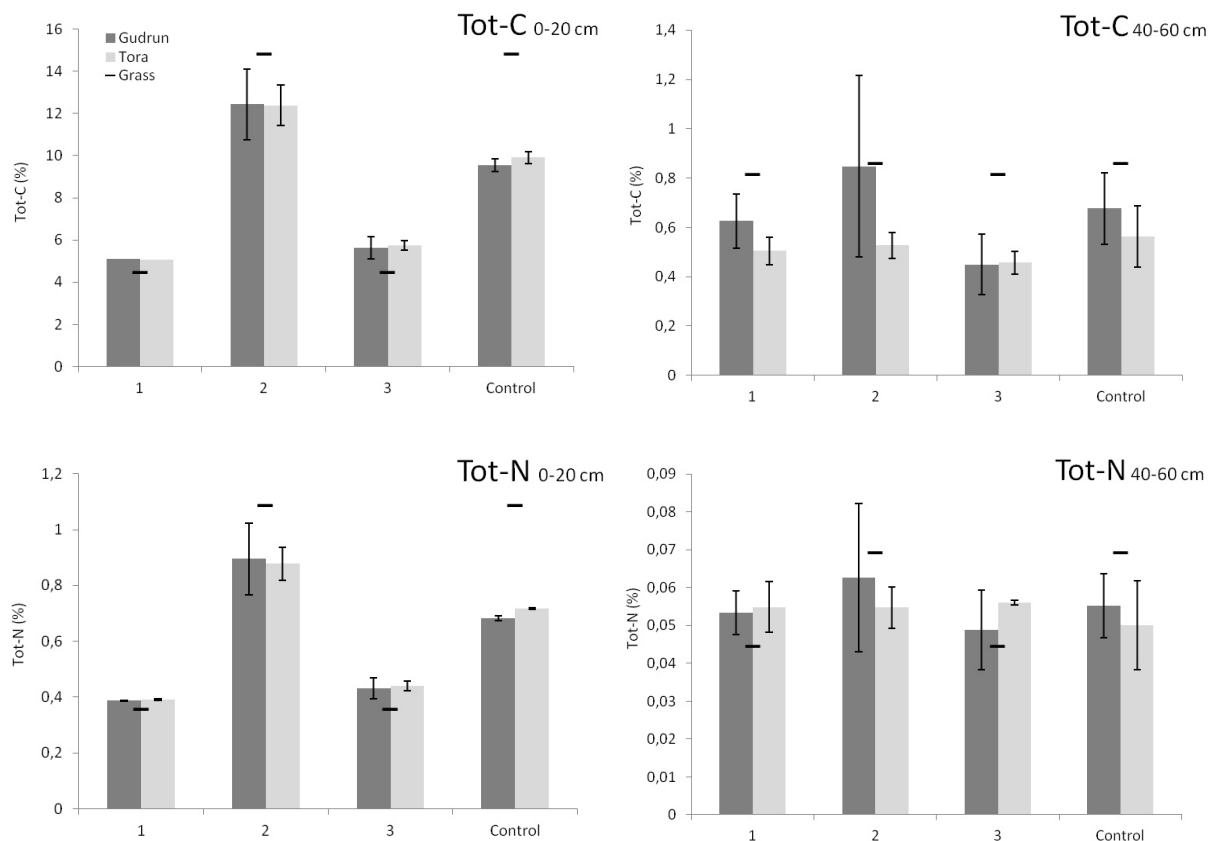 Tot-C 0-20 cm
Gudrun
Tora
Grass
Tot-C (%)
16
14
12
10
8
6
4
2
0
1 2 3 Control
Tot-C 40-60 cm
Tot-C (%)
1,4
1,2
1
0,8
0,6
0,4
0,2
0
1 2 3 Control
Tot-N 0-20 cm
Tot-N (%)
1,2
1
0,8
0,6
0,4
0,2
0
1 2 3 Control
Tot-N 40-60 cm
Tot-N (%)
0,09
0,08
0,07
0,06
0,05
0,04
0,03
0,02
0,01
0
1 2 3 Control